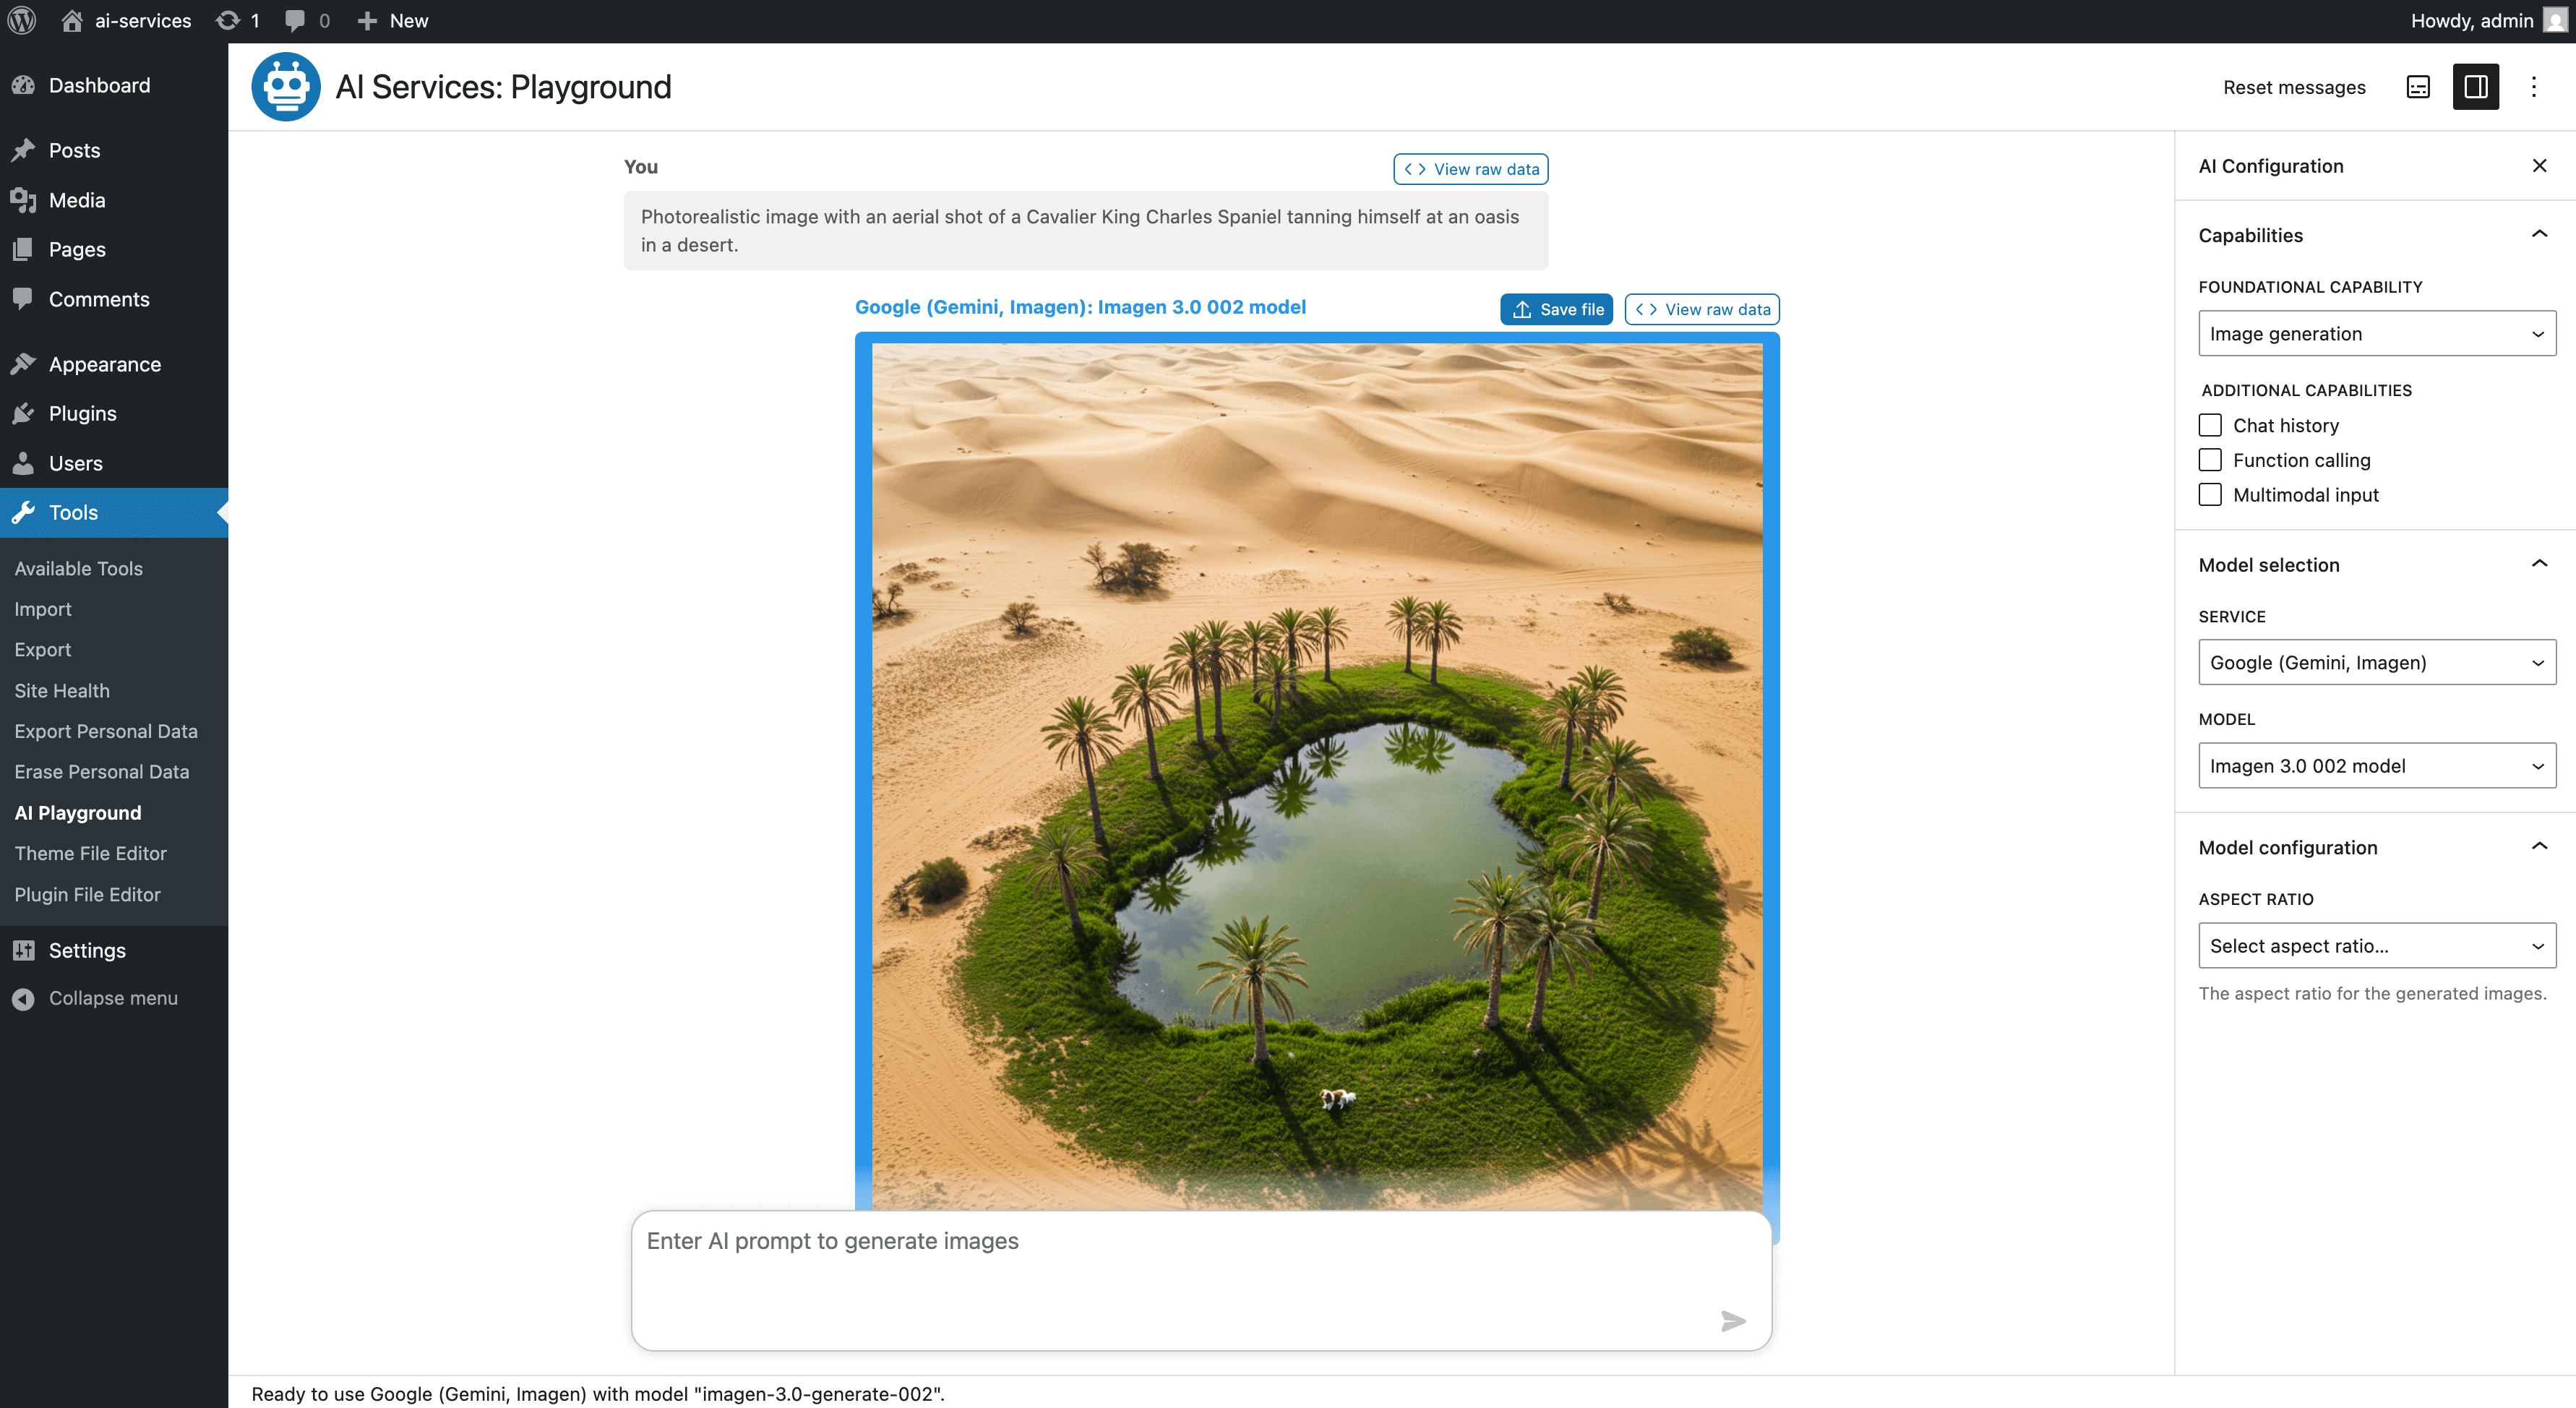 ai-services
1
0
New
Howdy, admin
Dashboard
Posts
Media
Pages
Comments
Appearance
Plugins
Users
Tools
Available Tools
Import
Export
Site Health
Export Personal Data
Erase Personal Data
AI Playground
Theme File Editor
Plugin File Editor
Settings
Collapse menu
AI Services: Playground
Reset messages
You
View raw data
Photorealistic image with an aerial shot of a Cavalier King Charles Spaniel tanning himself at an oasis
in a desert.
Google (Gemini, Imagen): Imagen 3.0 002 model
Save file
View raw data
Enter AI prompt to generate images
Ready to use Google (Gemini, Imagen) with model "imagen-3.0-generate-002".
AI Configuration
Capabilities
FOUNDATIONAL CAPABILITY
Image generation
ADDITIONAL CAPABILITIES
Chat history
Function calling
Multimodal input
Model selection
SERVICE
Google (Gemini, Imagen)
MODEL
Imagen 3.0 002 model
Model configuration
ASPECT RATIO
Select aspect ratio...
The aspect ratio for the generated images.